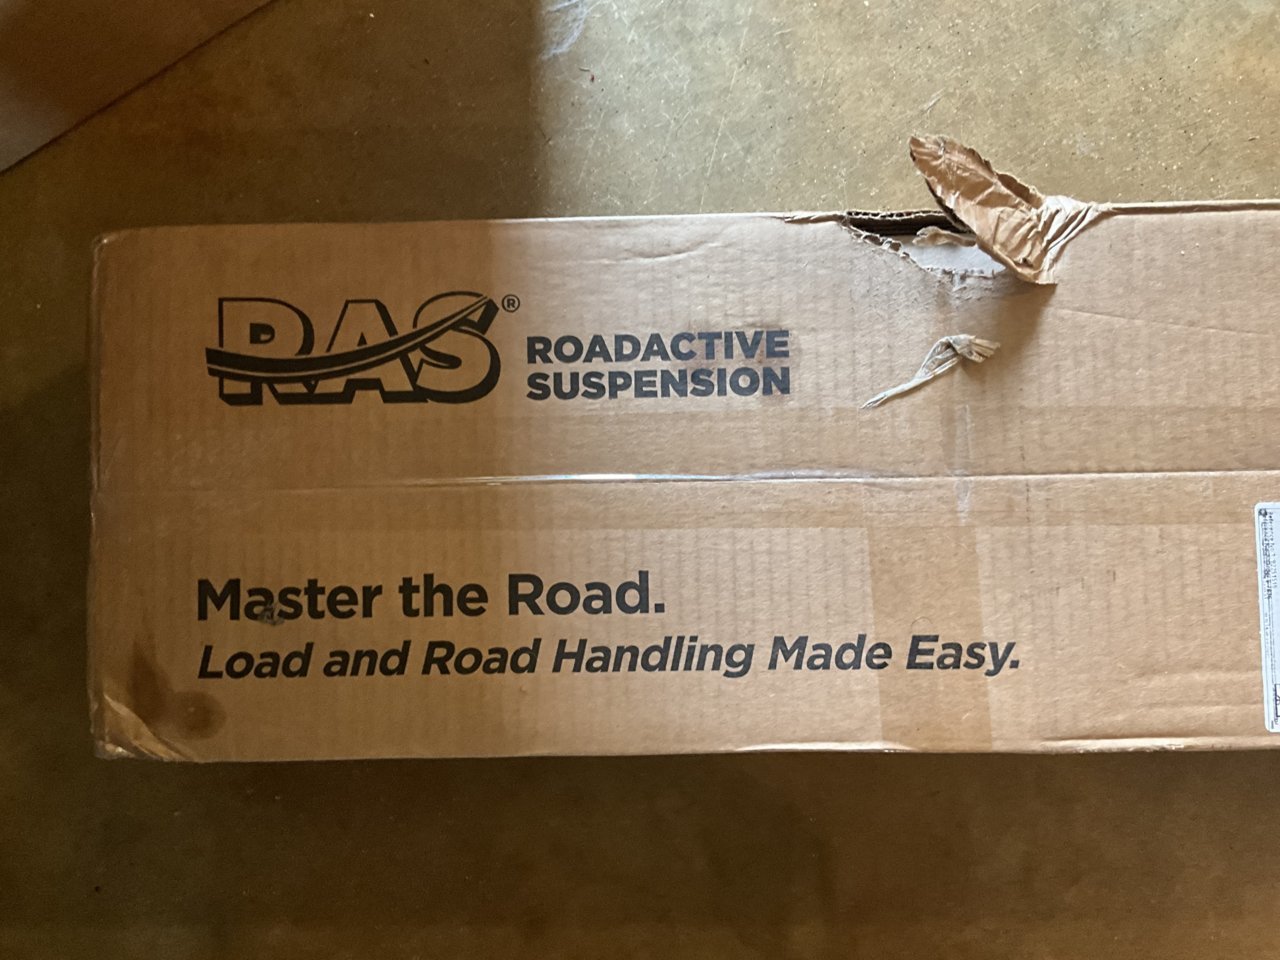 RAS®
ROADACTIVE
SUSPENSION
Master the Road.
Load and Road Handling Made Easy.